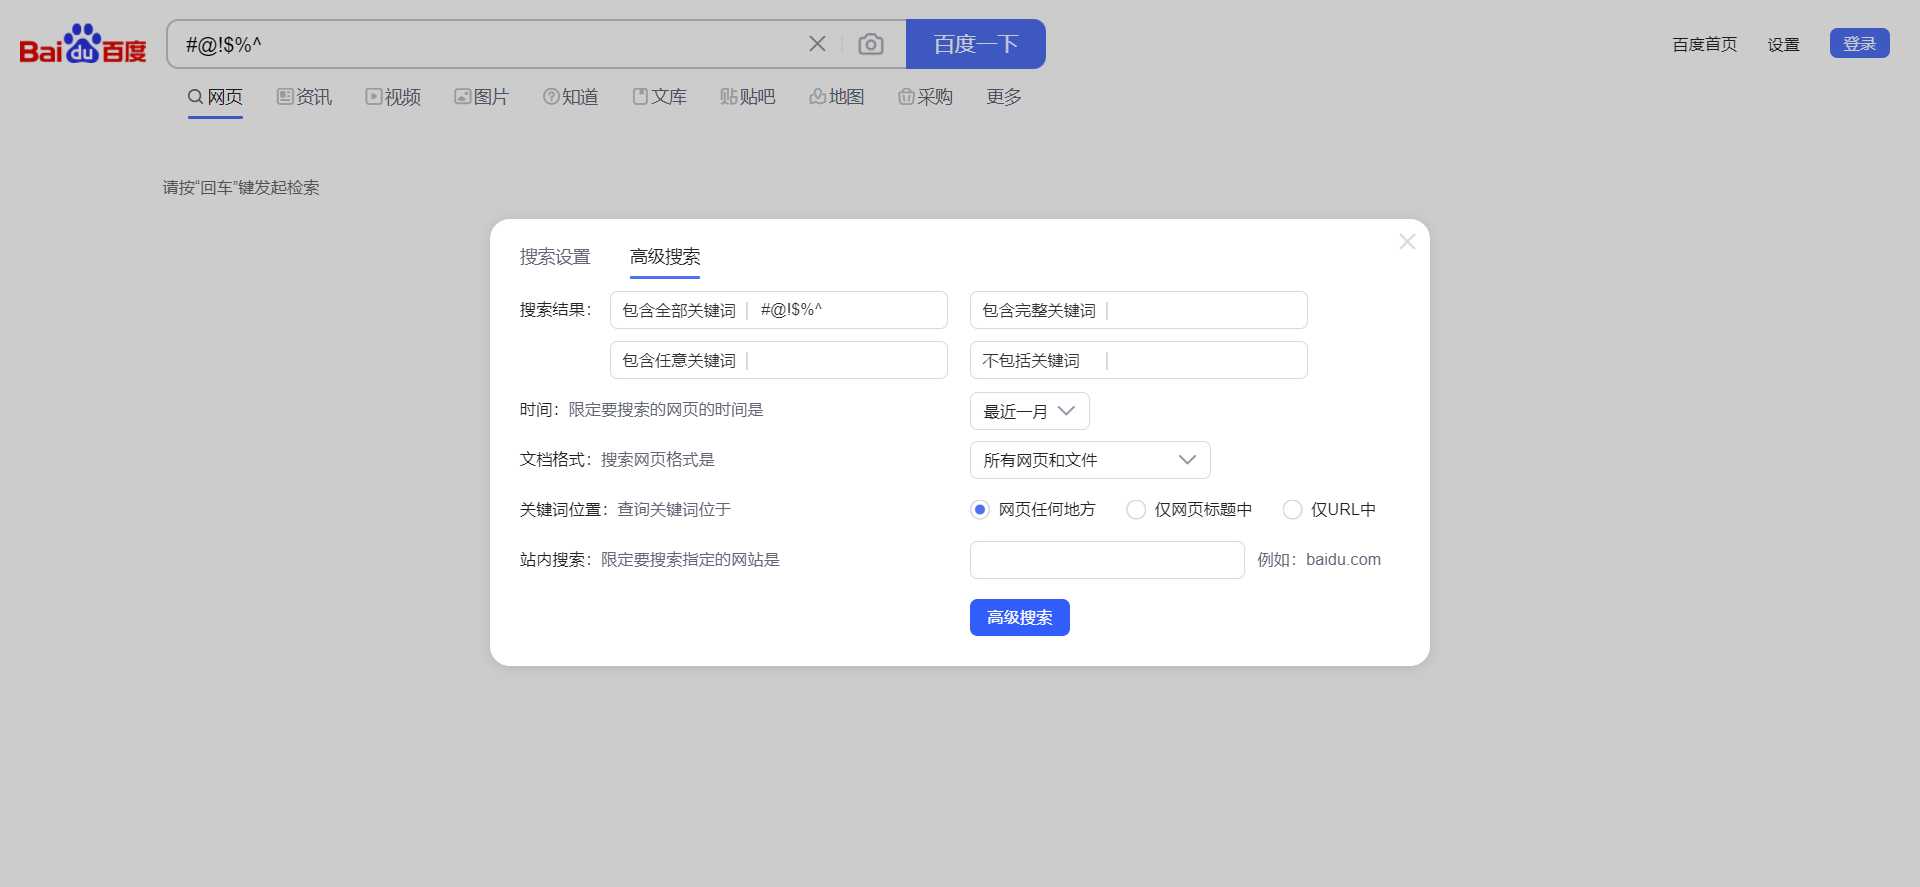 Bai du 百度 #@!$%^ 百度一下 百度首页 设置 登录
网页 资讯 视频 图片 知道 文库 贴吧 地图 采购 更多
请按“回车”键发起检索
搜索设置 高级搜索
搜索结果： 包含全部关键词 #@!$%^ 包含完整关键词
包含任意关键词 不包括关键词
时间：限定要搜索的网页的时间是 最近一月
文档格式：搜索网页格式是 所有网页和文件
关键词位置：查询关键词位于 网页任何地方 仅网页标题中 仅URL中
站内搜索：限定要搜索指定的网站是 例如：baidu.com
高级搜索